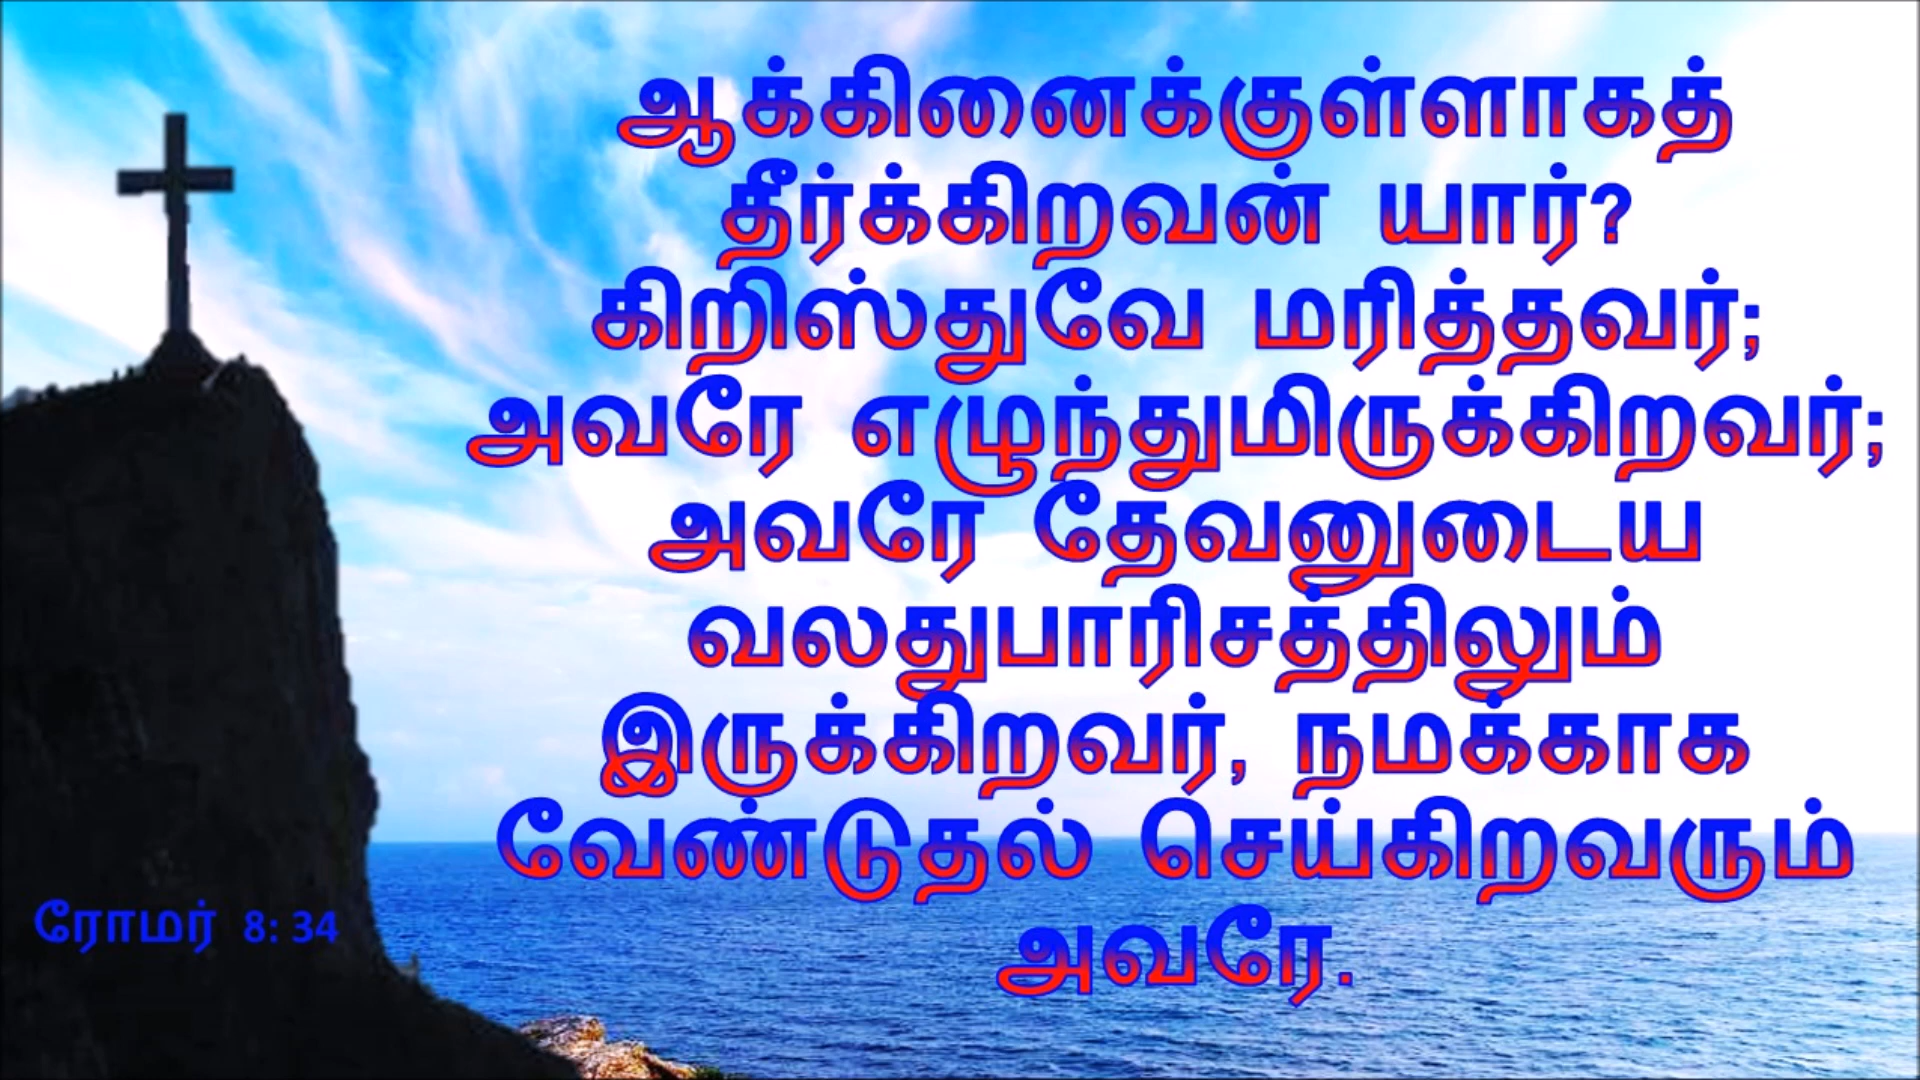 ஆக்கினைக்குள்ளாகத்
தீர்க்கிறவன் யார்?
கிறிஸ்துவே மரித்தவர்;
அவரே எழுந்துமிருக்கிறவர்;
அவரே தேவனுடைய
வலதுபாரிசத்திலும்
இருக்கிறவர், நமக்காக
வேண்டுதல் செய்கிறவரும்
அவரே.
ரோமர் 8: 34